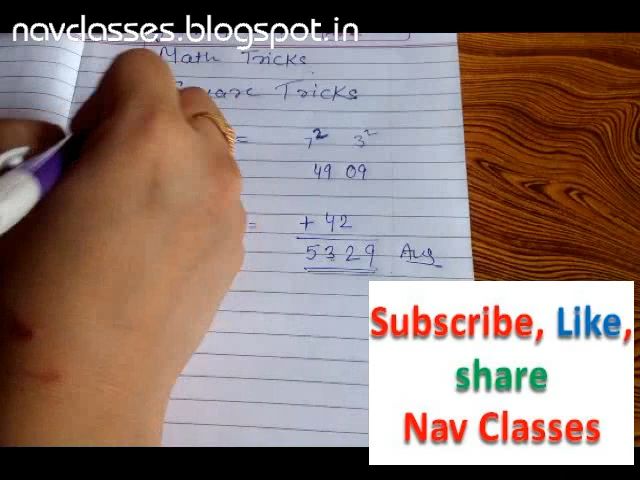 navclasses.blogspot.in
Math Tricks
Tricks
= 7² 3²
49 09
= + 42
5329 Ans
Subscribe, Like,
share
Nav Classes